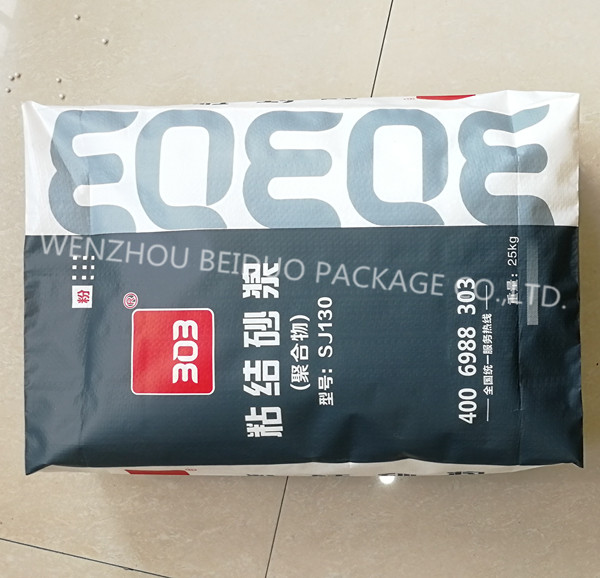 WENZHOU BEIDUO PACKAGE CO.,LTD.
粉
303®
粘结砂浆
(聚合物)
型号: SJ130
400 6988 303
全国统一服务热线
重量: 25kg